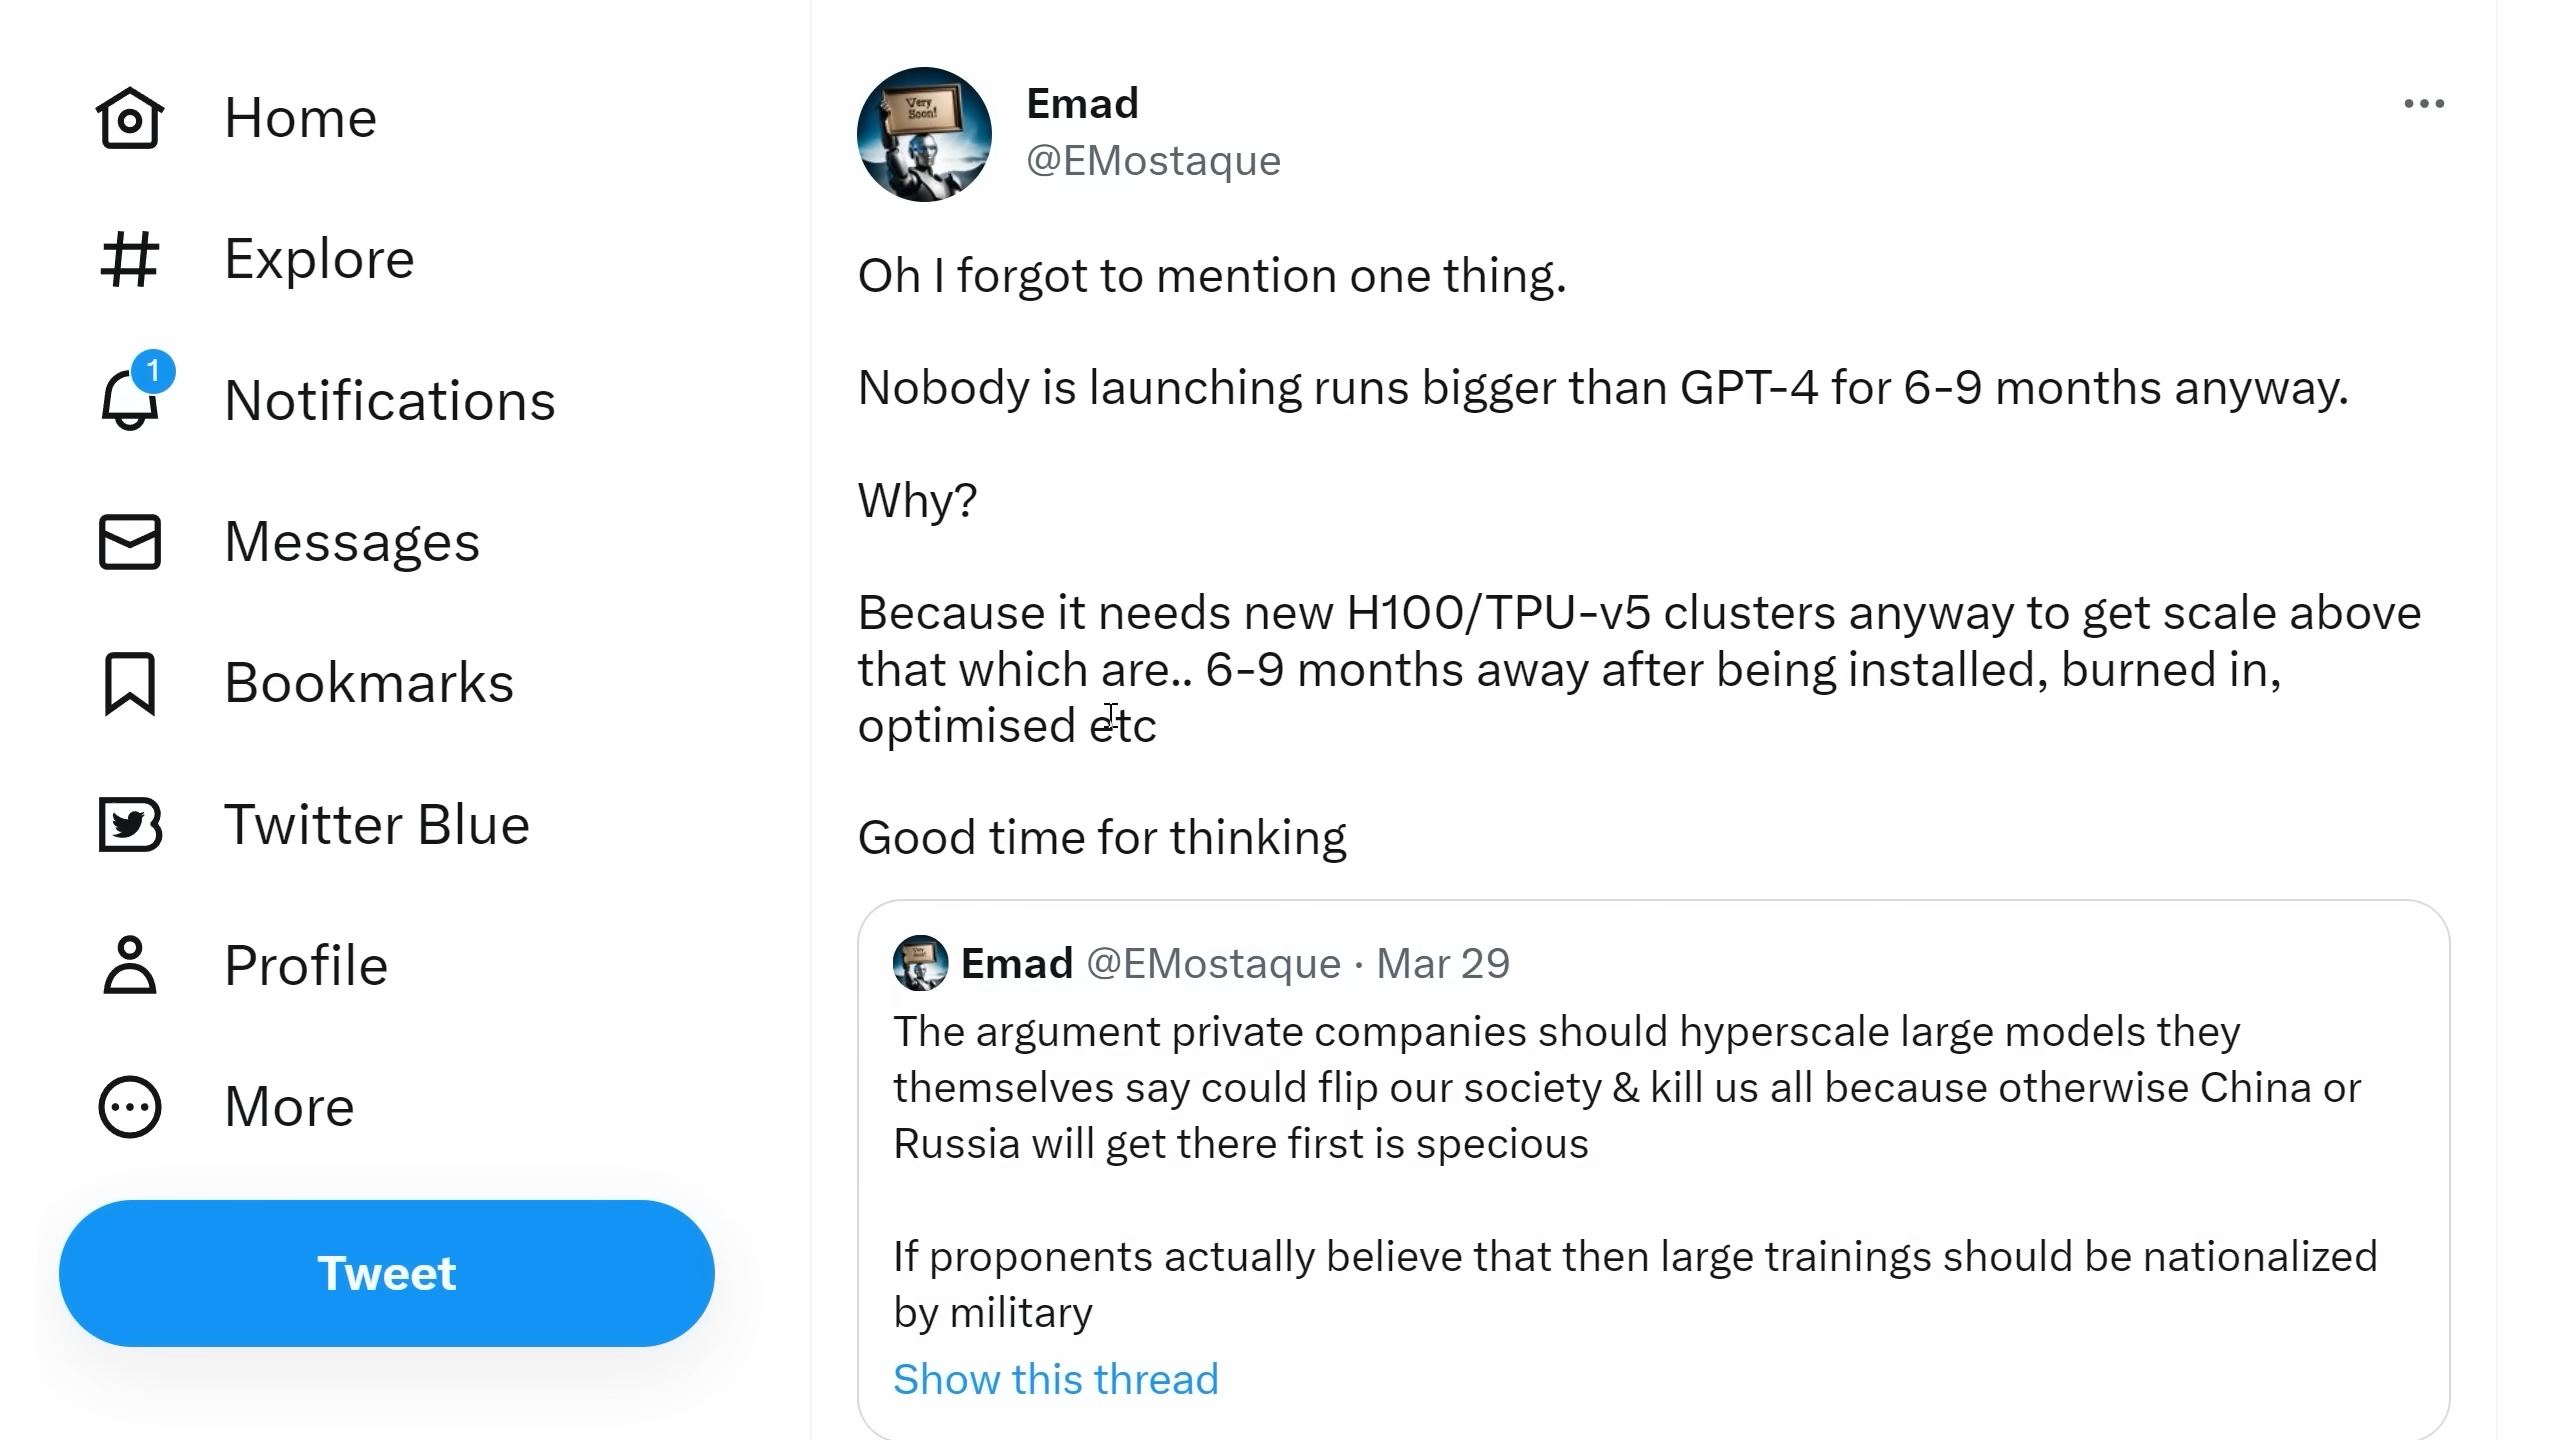 Home
Explore
1
Notifications
Messages
Bookmarks
Twitter Blue
Profile
More
Tweet
Very
Soon!
Emad
@EMostaque
Oh I forgot to mention one thing.
Nobody is launching runs bigger than GPT-4 for 6-9 months anyway.
Why?
Because it needs new H100/TPU-v5 clusters anyway to get scale above
that which are.. 6-9 months away after being installed, burned in,
optimised etc
Good time for thinking
Emad @EMostaque · Mar 29
The argument private companies should hyperscale large models they
themselves say could flip our society & kill us all because otherwise China or
Russia will get there first is specious
If proponents actually believe that then large trainings should be nationalized
by military
Show this thread